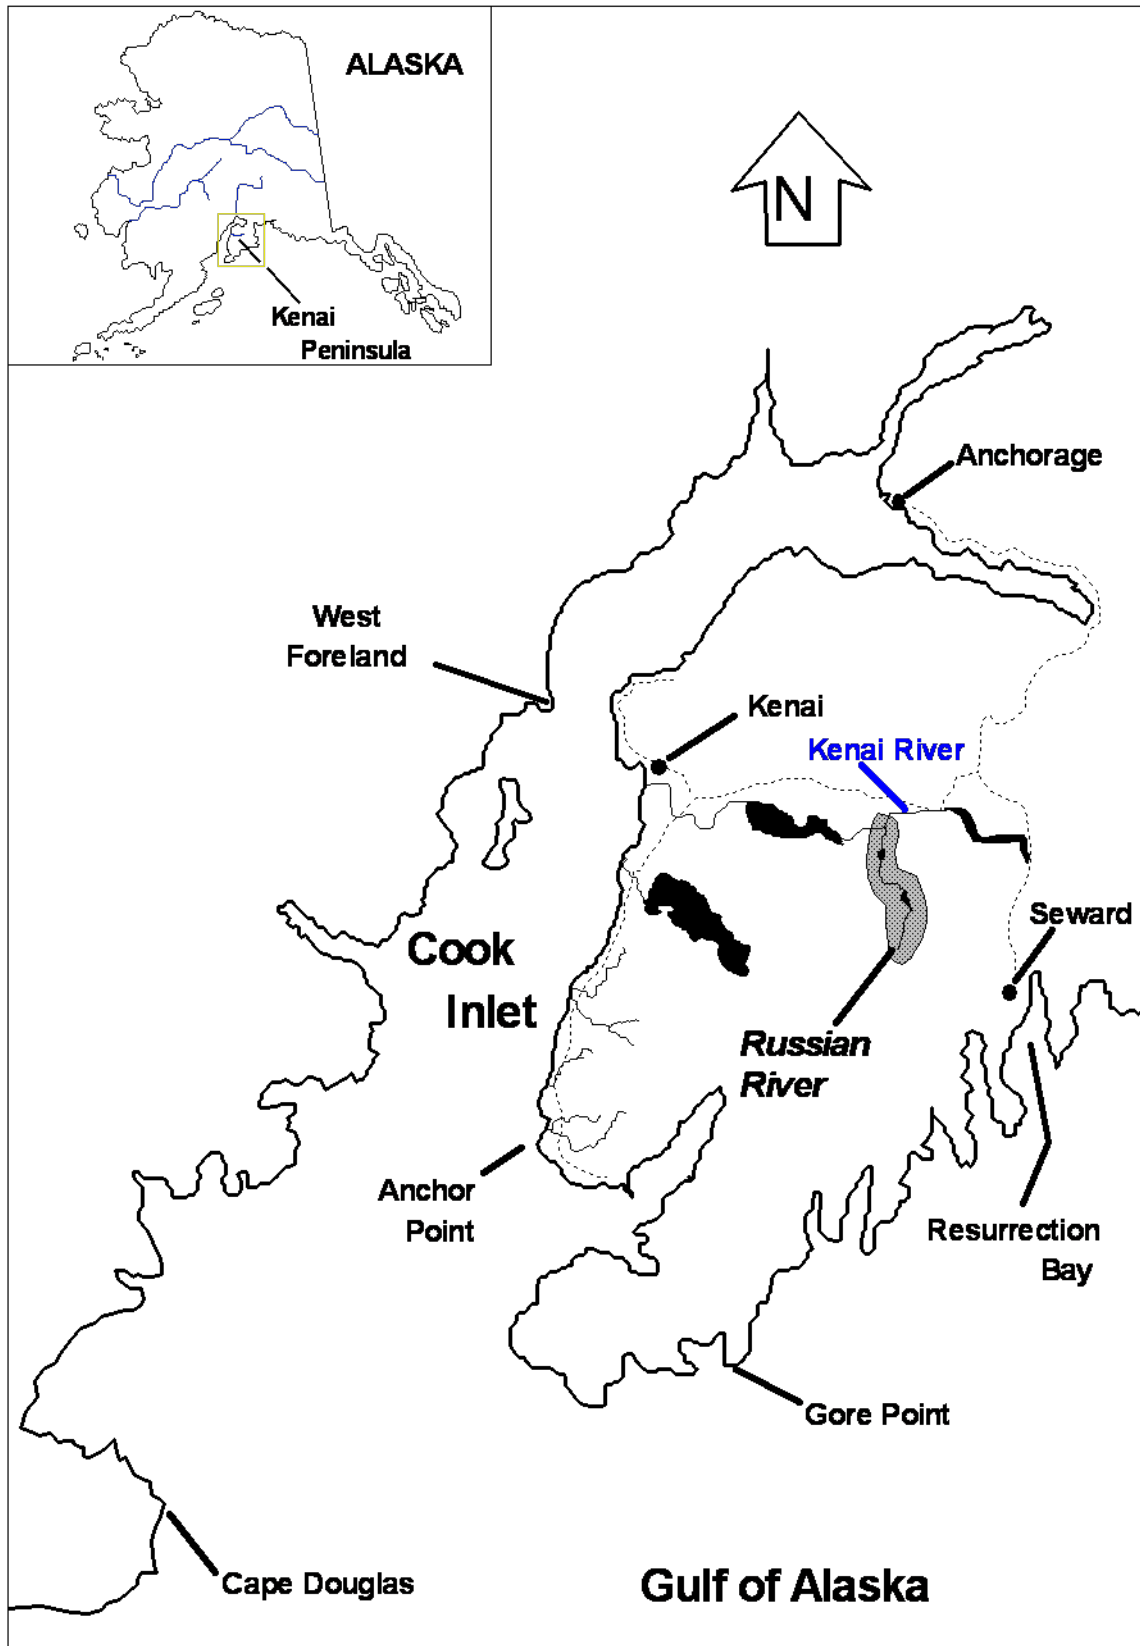 ALASKA
Kenai
Peninsula
N
Anchorage
West
Foreland
Kenai
Kenai River
Seward
Cook
Inlet
Russian
River
Anchor
Point
Resurrection
Bay
Gore Point
Cape Douglas
Gulf of Alaska